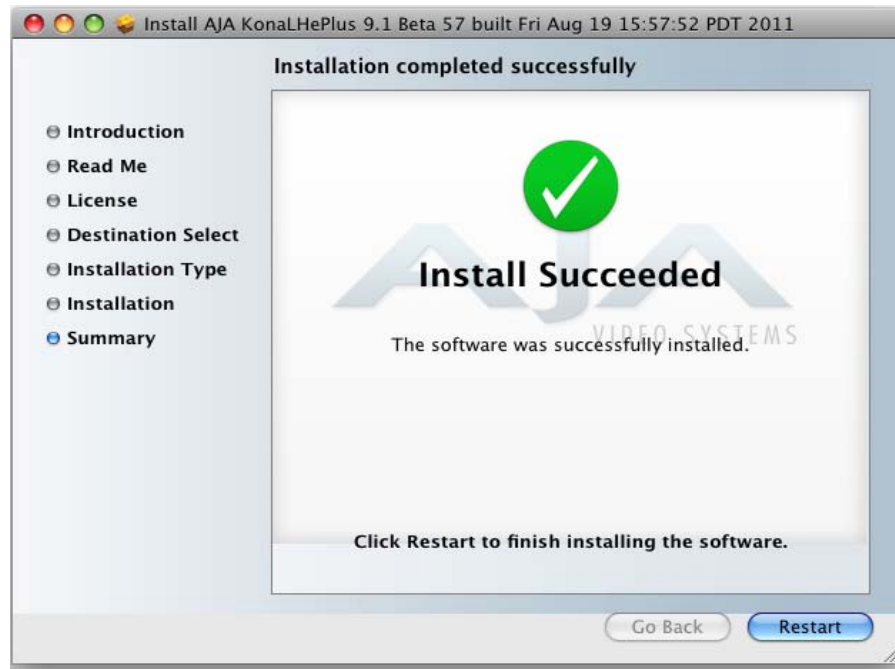 Install AJA KonaLHePlus 9.1 Beta 57 built Fri Aug 19 15:57:52 PDT 2011
Installation completed successfully
Introduction
Read Me
License
Destination Select
Installation Type
Installation
Summary
AJA
VIDEO SYSTEMS
Install Succeeded
The software was successfully installed.
Click Restart to finish installing the software.
Go Back
Restart